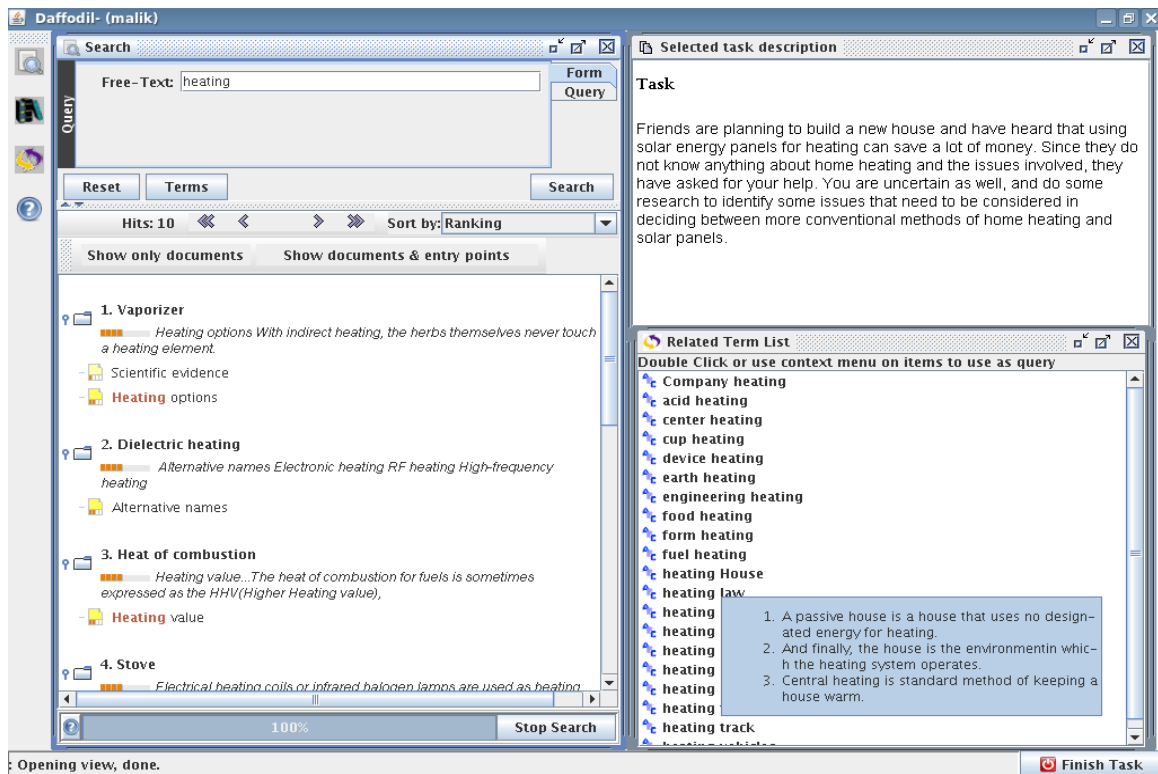 Daffodil- (malik)
Search
Free-Text: heating
Form
Query
Query
Reset
Terms
Search
Hits: 10
Sort by: Ranking
Show only documents
Show documents & entry points
1. Vaporizer
Heating options With indirect heating, the herbs themselves never touch
a heating element.
Scientific evidence
Heating options
2. Dielectric heating
Alternative names Electronic heating RF heating High-frequency
heating
Alternative names
3. Heat of combustion
Heating value...The heat of combustion for fuels is sometimes
expressed as the HHV(Higher Heating value),
Heating value
4. Stove
Electrical heating coils or infrared halogen lamps are used as heating
100%
Stop Search
Selected task description
Task
Friends are planning to build a new house and have heard that using
solar energy panels for heating can save a lot of money. Since they do
not know anything about home heating and the issues involved, they
have asked for your help. You are uncertain as well, and do some
research to identify some issues that need to be considered in
deciding between more conventional methods of home heating and
solar panels.
Related Term List
Double Click or use context menu on items to use as query
Company heating
acid heating
center heating
cup heating
device heating
earth heating
engineering heating
food heating
form heating
fuel heating
heating House
heating law
heating
heating
heating
heating
heating
heating
heating track
heating vehicles
1. A passive house is a house that uses no design-
ated energy for heating.
2. And finally, the house is the environmentin whic-
h the heating system operates.
3. Central heating is standard method of keeping a
house warm.
: Opening view, done.
Finish Task